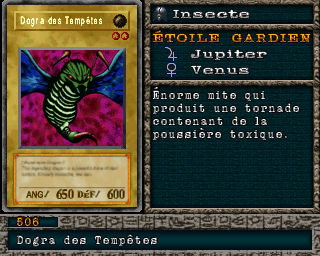 Dogra des Tempêtes
ANG/ 650 DÉF/ 600
Insecte
ÉTOILE GARDIEN
Jupiter
Venus
Énorme mite qui
produit une tornade
contenant de la
poussière toxique.
506
Dogra des Tempêtes